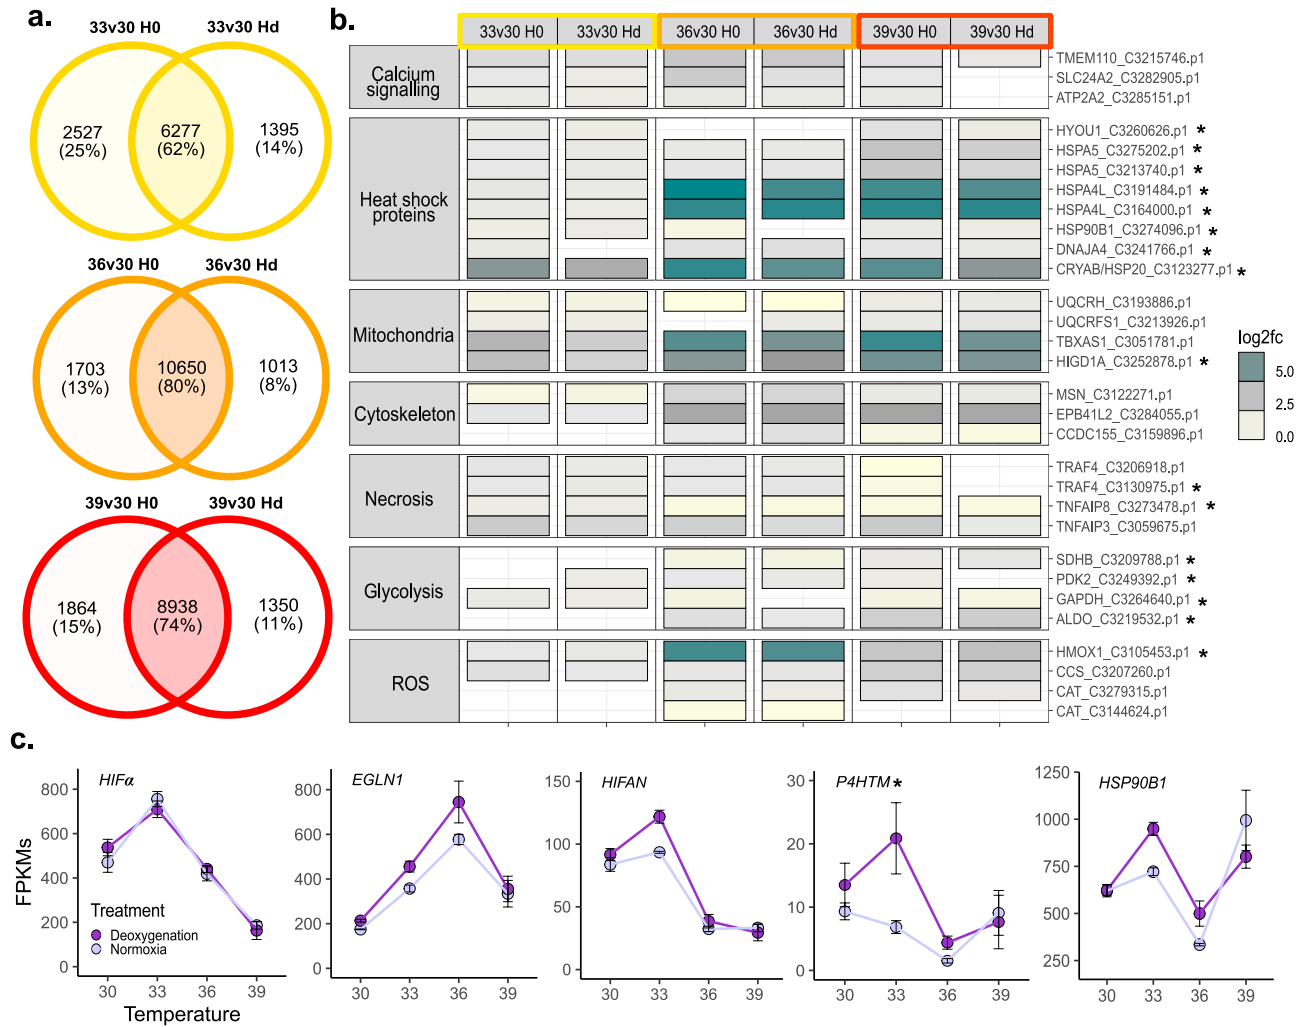 a.
33v30 H0 33v30 Hd
2527 (25%)
6277 (62%)
1395 (14%)
36v30 H0 36v30 Hd
1703 (13%)
10650 (80%)
1013 (8%)
39v30 H0 39v30 Hd
1864 (15%)
8938 (74%)
1350 (11%)
b.
33v30 H0 33v30 Hd 36v30 H0 36v30 Hd 39v30 H0 39v30 Hd
Calcium signalling
TMEM110_C3215746.p1
SLC24A2_C3282905.p1
ATP2A2_C3285151.p1
Heat shock proteins
HYOU1_C3260626.p1 *
HSPA5_C3275202.p1 *
HSPA5_C3213740.p1 *
HSPA4L_C3191484.p1 *
HSPA4L_C3164000.p1 *
HSP90B1_C3274096.p1 *
DNAJA4_C3241766.p1 *
CRYAB/HSP20_C3123277.p1 *
Mitochondria
UQCRH_C3193886.p1
UQCRFS1_C3213926.p1
TBXAS1_C3051781.p1
HIGD1A_C3252878.p1 *
Cytoskeleton
MSN_C3122271.p1
EPB41L2_C3284055.p1
CCDC155_C3159896.p1
Necrosis
TRAF4_C3206918.p1
TRAF4_C3130975.p1 *
TNFAIP8_C3273478.p1 *
TNFAIP3_C3059675.p1
Glycolysis
SDHB_C3209788.p1 *
PDK2_C3249392.p1 *
GAPDH_C3264640.p1 *
ALDO_C3219532.p1 *
ROS
HMOX1_C3105453.p1 *
CCS_C3207260.p1
CAT_C3279315.p1
CAT_C3144624.p1
log2fc
5.0
2.5
0.0
c.
FPKMs
HIFα
800
600
400
200
0
Treatment
Deoxygenation
Normoxia
30 33 36 39
Temperature
EGLN1
800
600
400
200
0
30 33 36 39
HIFAN
150
100
50
0
30 33 36 39
P4HTM *
30
20
10
0
30 33 36 39
HSP90B1
1250
1000
750
500
250
30 33 36 39